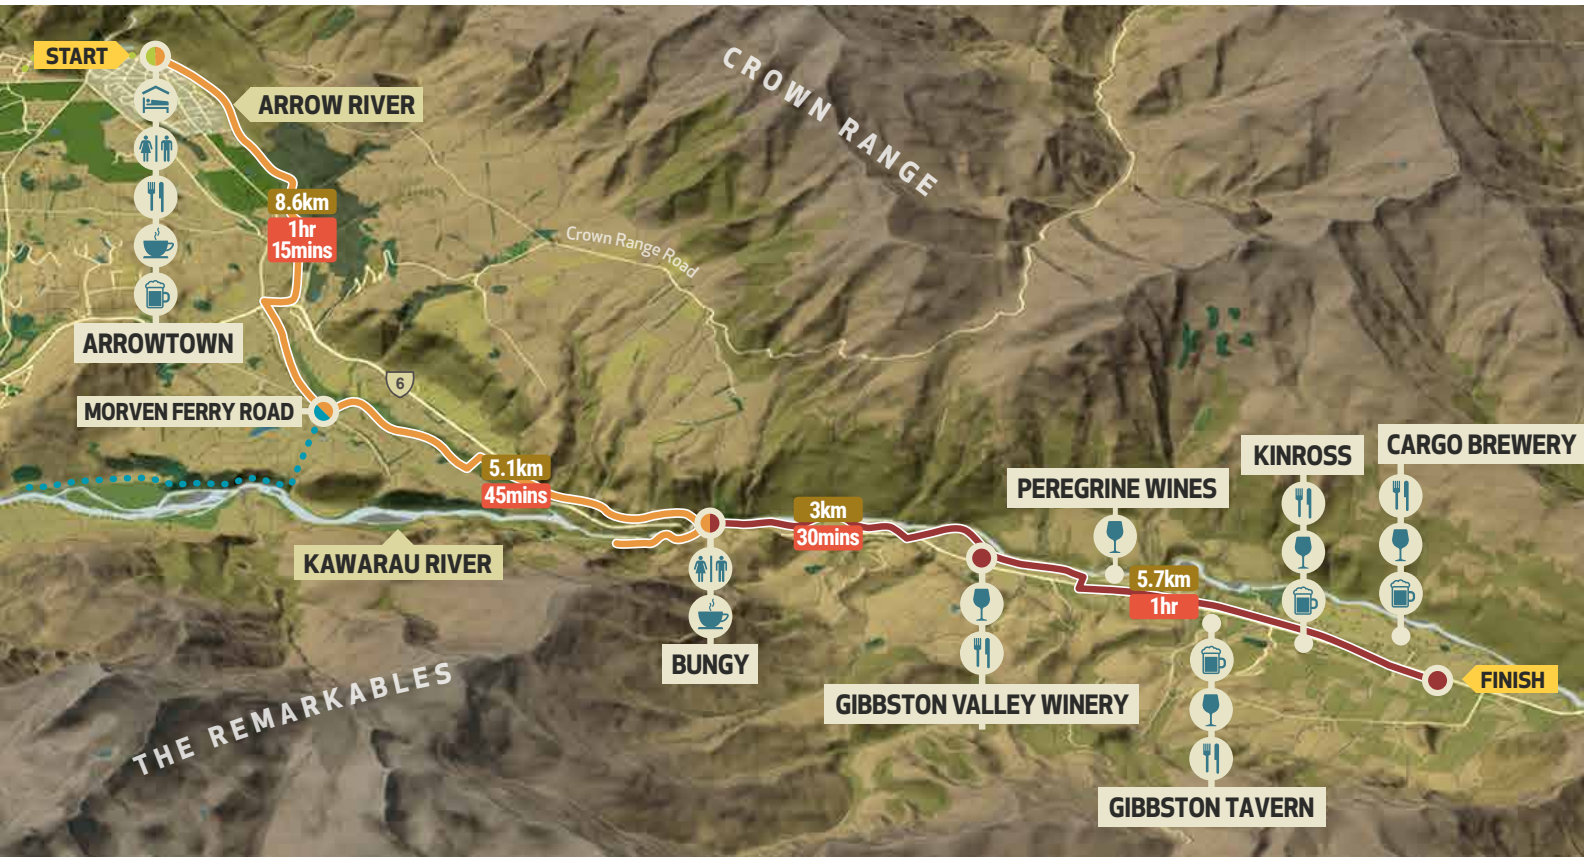 START
ARROW RIVER
CROWN RANGE
8.6km
1hr
15mins
Crown Range Road
ARROWTOWN
6
MORVEN FERRY ROAD
5.1km
45mins
KAWARAU RIVER
3km
30mins
BUNGY
THE REMARKABLES
GIBBSTON VALLEY WINERY
PEREGRINE WINES
5.7km
1hr
KINROSS
CARGO BREWERY
GIBBSTON TAVERN
FINISH